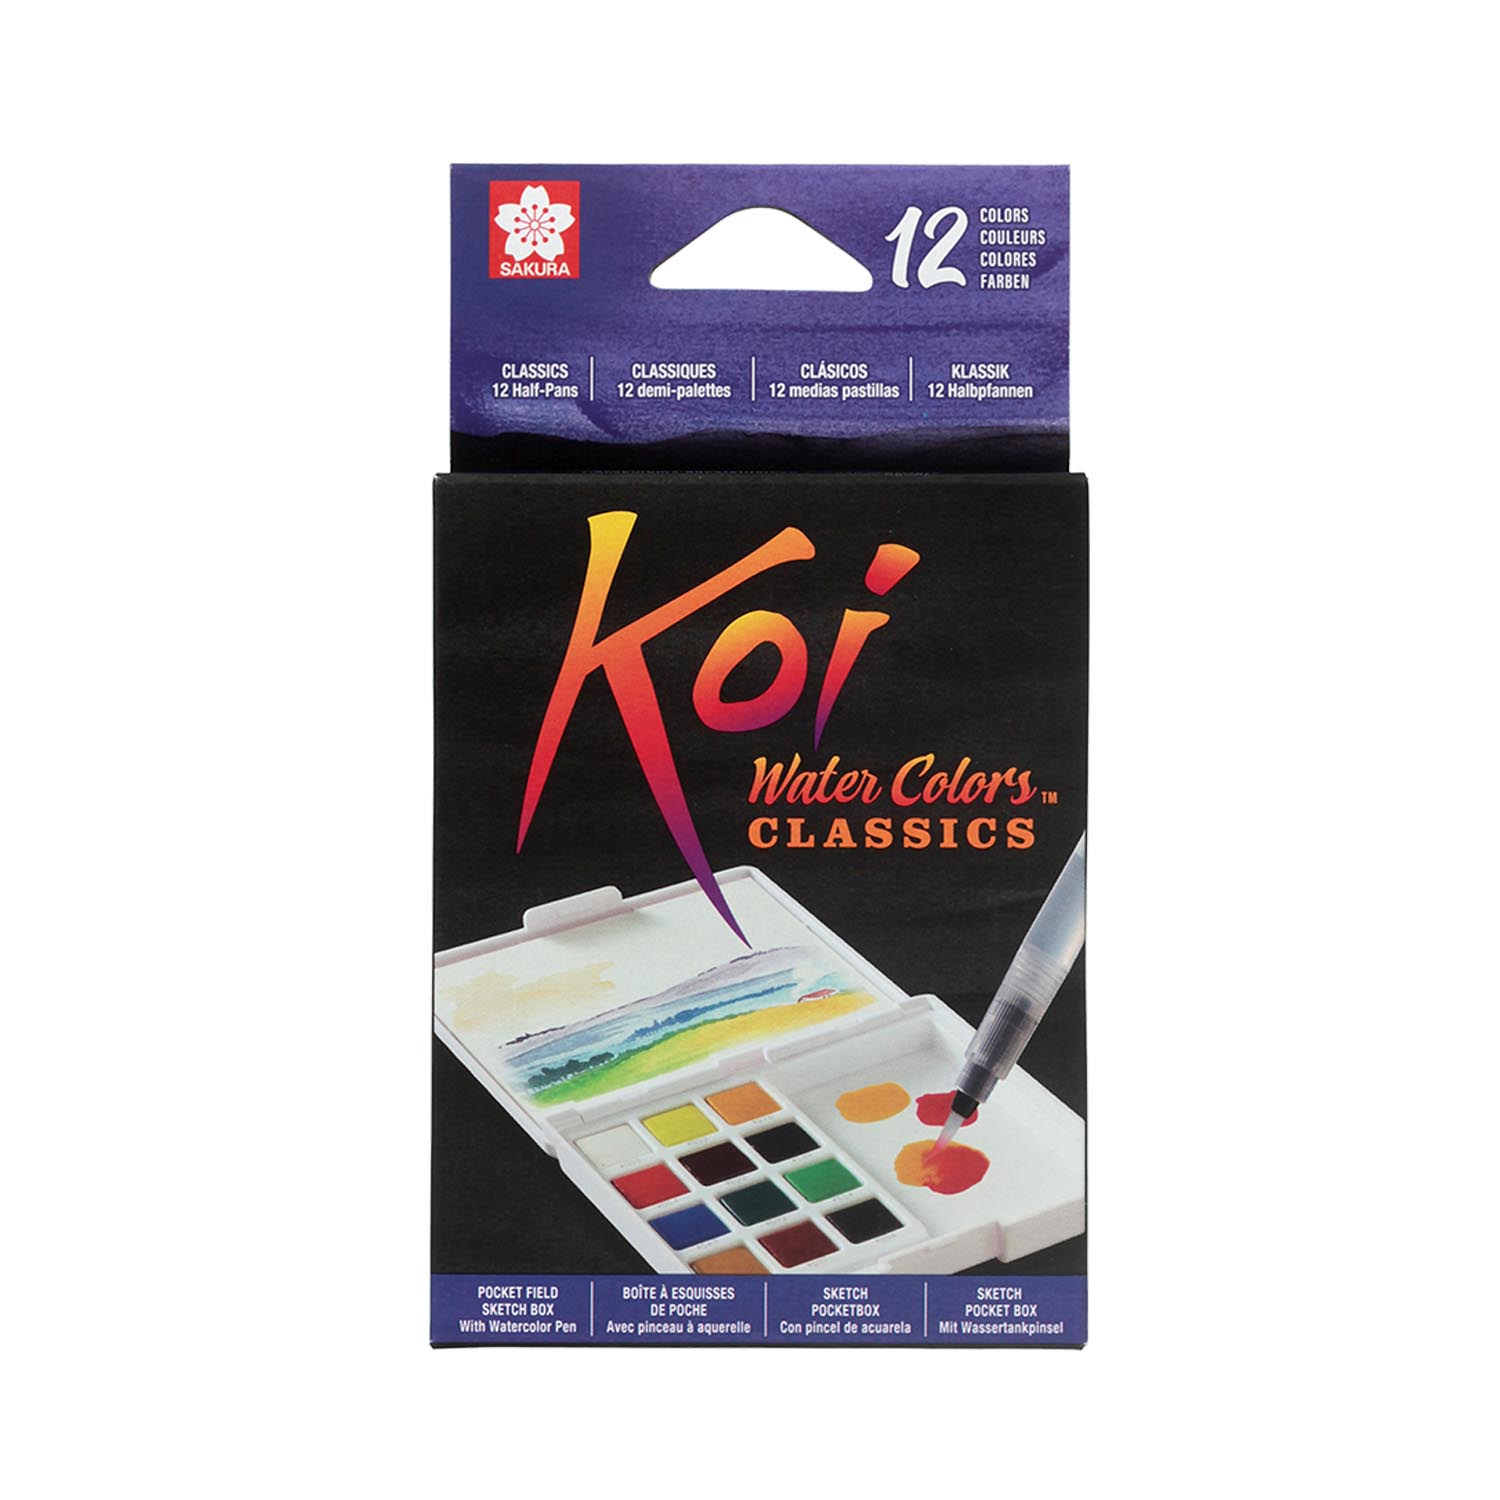 SAKURA
12
COLORS
COULEURS
COLORES
FARBEN
CLASSICS
12 Half-Pans
CLASSIQUES
12 demi-palettes
CLÁSICOS
12 medias pastillas
KLASSIK
12 Halbpfannen
Koi
Water Colors™
CLASSICS
POCKET FIELD
SKETCH BOX
With Watercolor Pen
BOÎTE À ESQUISSES
DE POCHE
Avec pinceau à aquerelle
SKETCH
POCKETBOX
Con pincel de acuarela
SKETCH
POCKET BOX
Mit Wassertankpinsel